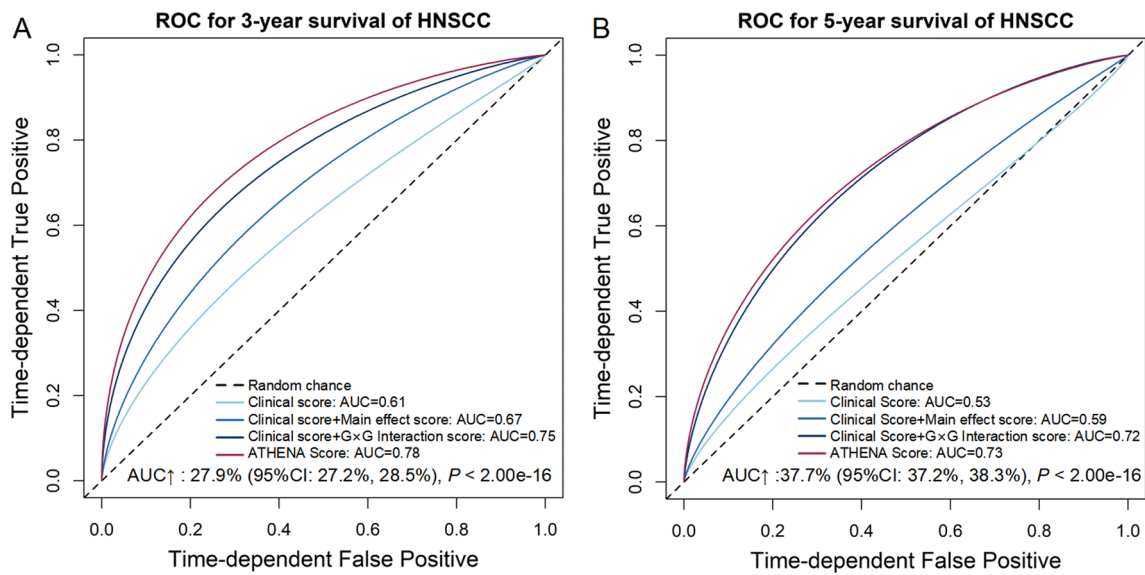 A
ROC for 3-year survival of HNSCC
Time-dependent True Positive
1.0
0.8
0.6
0.4
0.2
0.0
Random chance
Clinical score: AUC=0.61
Clinical score+Main effect score: AUC=0.67
Clinical score+G×G Interaction score: AUC=0.75
ATHENA Score: AUC=0.78
AUC↑ : 27.9% (95%CI: 27.2%, 28.5%), P < 2.00e-16
0.0 0.2 0.4 0.6 0.8 1.0
Time-dependent False Positive
B
ROC for 5-year survival of HNSCC
Time-dependent True Positive
1.0
0.8
0.6
0.4
0.2
0.0
Random chance
Clinical Score: AUC=0.53
Clinical Score+Main effect score: AUC=0.59
Clinical Score+G×G Interaction score: AUC=0.72
ATHENA Score: AUC=0.73
AUC↑ :37.7% (95%CI: 37.2%, 38.3%), P < 2.00e-16
0.0 0.2 0.4 0.6 0.8 1.0
Time-dependent False Positive